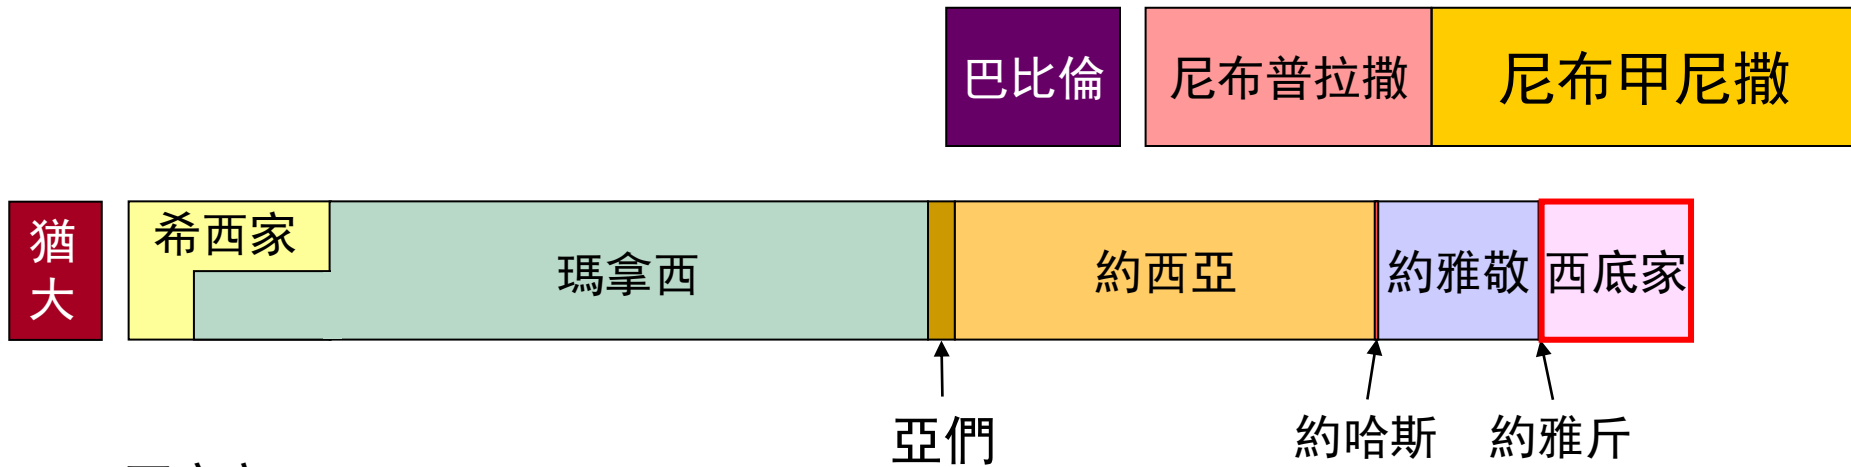 巴比倫
尼布普拉撒
尼布甲尼撒
猶大
希西家
瑪拿西
約西亞
約雅敬
西底家
亞們
約哈斯
約雅斤